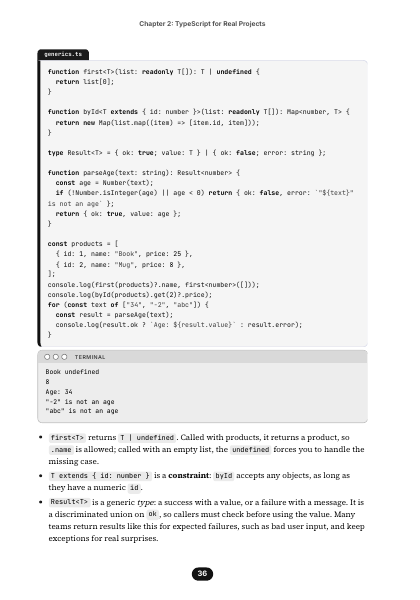 Chapter 2: TypeScript for Real Projects
generics.ts
function first<T>(list: readonly T[]): T | undefined {
  return list[0];
}

function byId<T extends { id: number }>(list: readonly T[]): Map<number, T> {
  return new Map(list.map((item) => [item.id, item]));
}

type Result<T> = { ok: true; value: T } | { ok: false; error: string };

function parseAge(text: string): Result<number> {
  const age = Number(text);
  if (!Number.isInteger(age) || age < 0) return { ok: false, error: `"${text}"
is not an age` };
  return { ok: true, value: age };
}

const products = [
  { id: 1, name: "Book", price: 25 },
  { id: 2, name: "Mug", price: 8 },
];
console.log(first(products)?.name, first<number>([]));
console.log(byId(products).get(2)?.price);
for (const text of ["34", "-2", "abc"]) {
  const result = parseAge(text);
  console.log(result.ok ? `Age: ${result.value}` : result.error);
}
TERMINAL
Book undefined
8
Age: 34
"-2" is not an age
"abc" is not an age
• first<T> returns T | undefined. Called with products, it returns a product, so
.name is allowed; called with an empty list, the undefined forces you to handle the
missing case.
• T extends { id: number } is a constraint: byId accepts any objects, as long as
they have a numeric id.
• Result<T> is a generic type: a success with a value, or a failure with a message. It is
a discriminated union on ok, so callers must check before using the value. Many
teams return results like this for expected failures, such as bad user input, and keep
exceptions for real surprises.
36